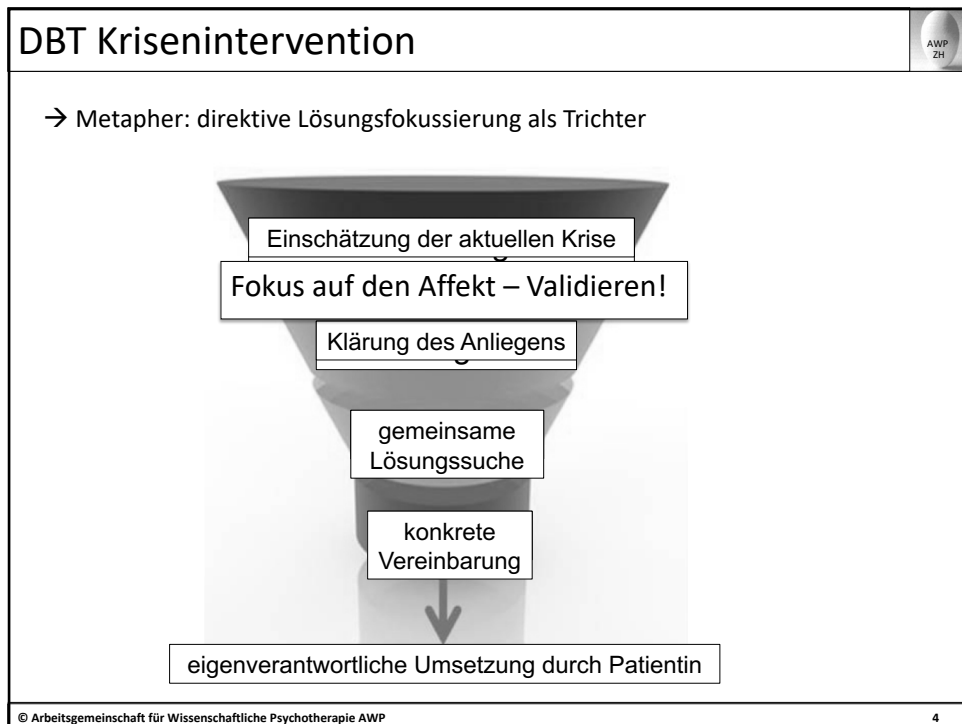 DBT Krisenintervention
AWP
ZH
→ Metapher: direktive Lösungsfokussierung als Trichter
Einschätzung der aktuellen Krise
Fokus auf den Affekt – Validieren!
Klärung des Anliegens
gemeinsame
Lösungssuche
konkrete
Vereinbarung
eigenverantwortliche Umsetzung durch Patientin
© Arbeitsgemeinschaft für Wissenschaftliche Psychotherapie AWP
4